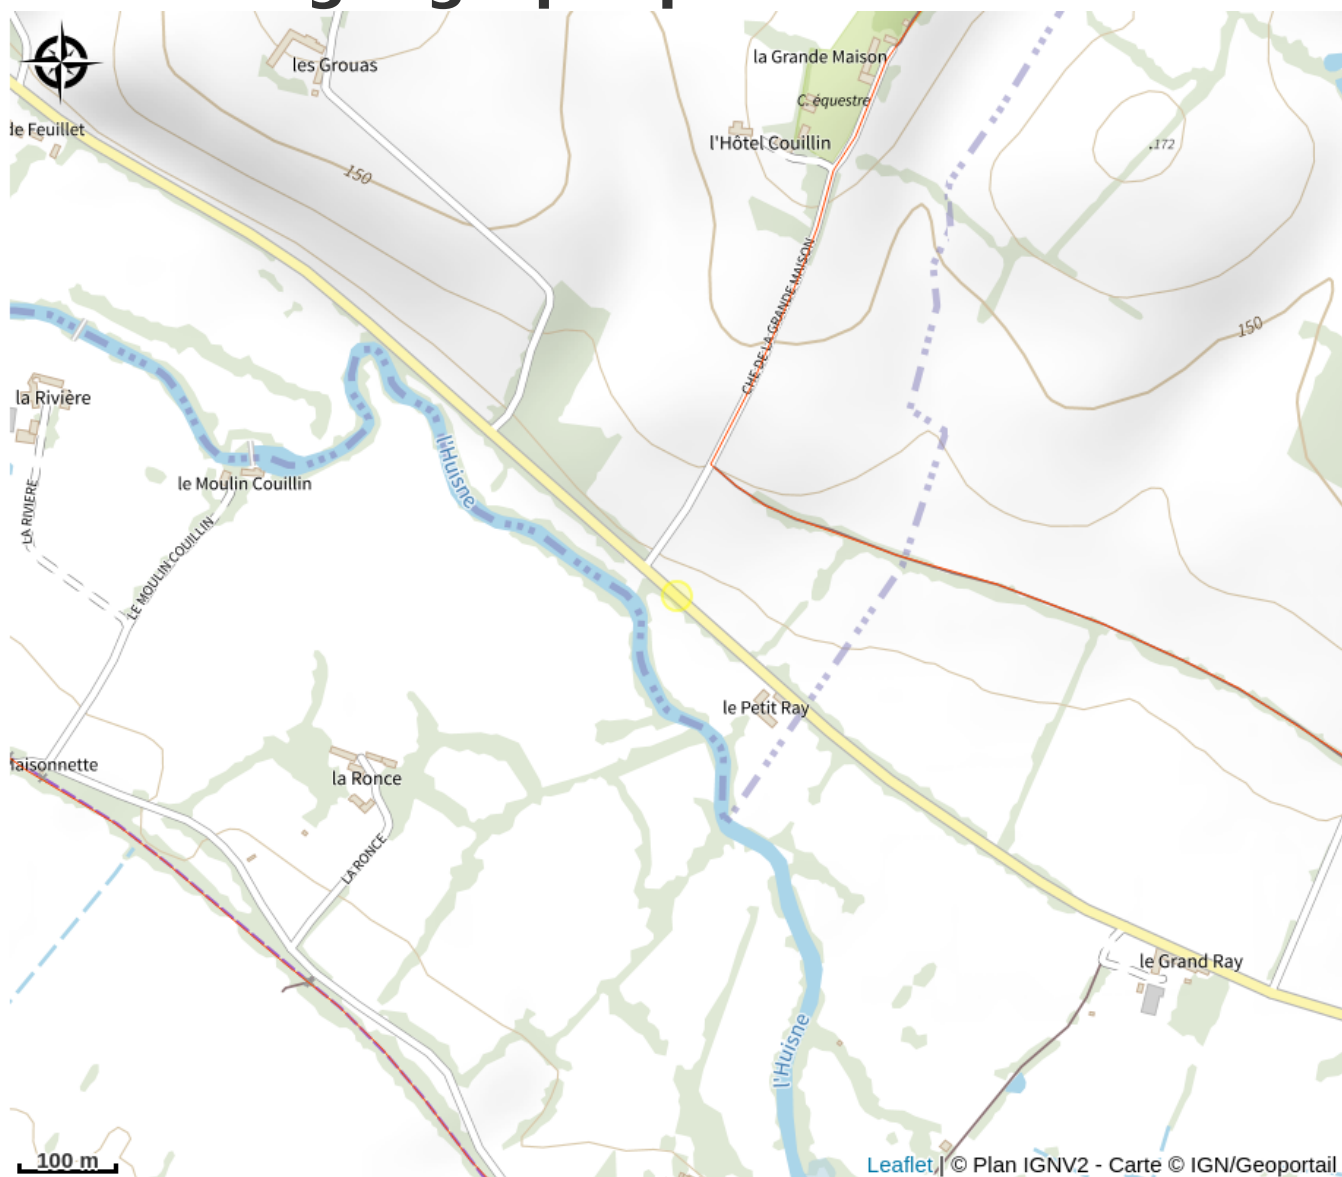 la Grande Maison
les Grouas
C. équestre
de Feuillet
l'Hôtel Couillin
.172
150
CHE DE LA GRANDE MAISON
150
la Rivière
l'Huisne
le Moulin Couillin
LA RIVIERE
LE MOULIN COUILLIN
le Petit Ray
Maisonnette
la Ronce
LA RONCE
le Grand Ray
l'Huisne
100 m
Leaflet | © Plan IGNV2 - Carte © IGN/Geoportail